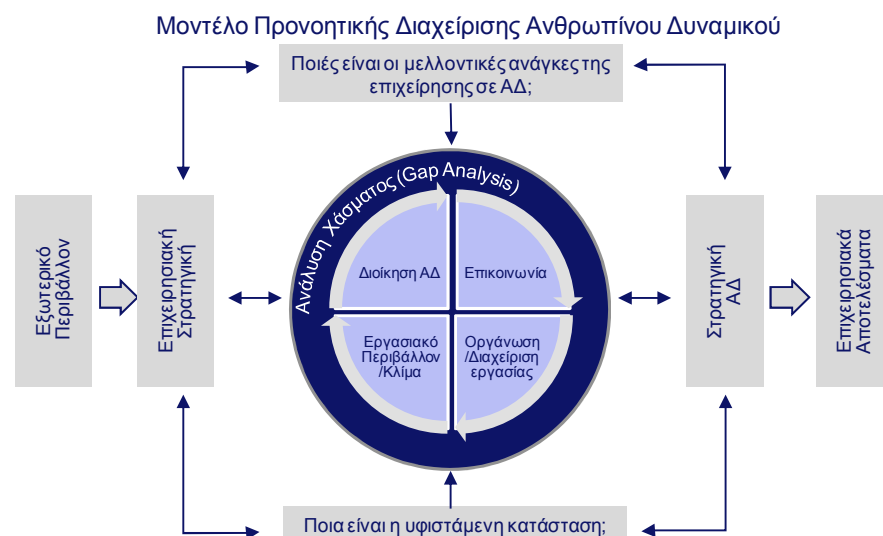 Μοντέλο Προνοητικής Διαχείρισης Ανθρωπίνου Δυναμικού
Ποιές είναι οι μελλοντικές ανάγκες της
επιχείρησης σε ΑΔ;
Εξωτερικό
Περιβάλλον
Επιχειρησιακή
Στρατηγική
Ανάλυση Χάσματος (Gap Analysis)
Διοίκηση ΑΔ
Επικοινωνία
Εργασιακό
Περιβάλλον
/Κλίμα
Οργάνωση
/Διαχείριση
εργασίας
Στρατηγική
ΑΔ
Επιχειρησιακά
Αποτελέσματα
Ποια είναι η υφιστάμενη κατάσταση;